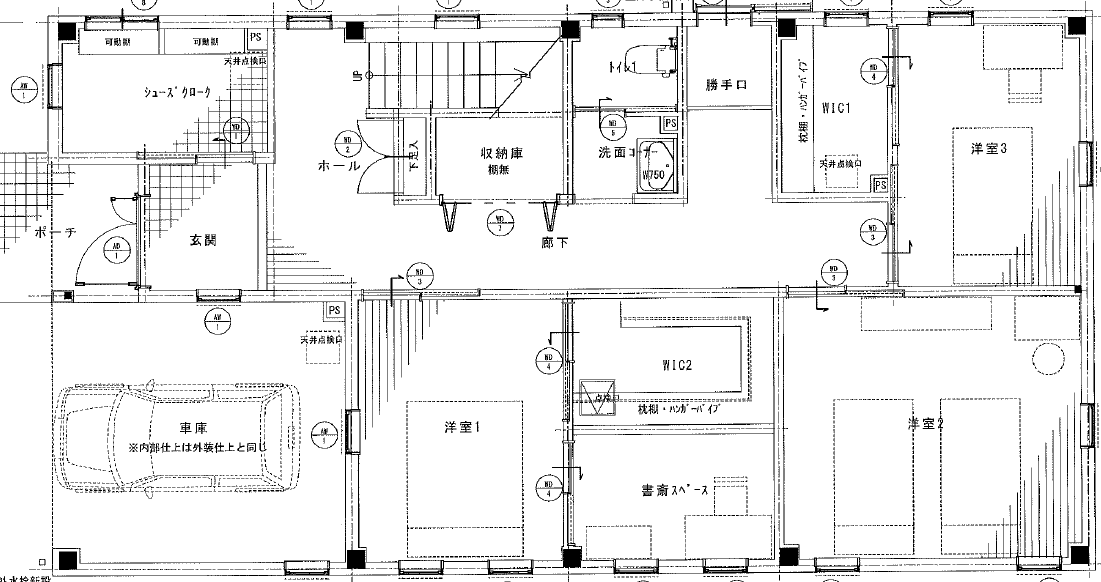 可動棚
可動棚
PS
天井点検口
シューズクローク
AW
1
WD
1
UP
トイレ1
勝手口
WD
4
枕棚・ハンガーパイプ
WIC1
天井点検口
PS
洋室3
WD
2
ホール
下足入
収納庫
棚無
WD
5
PS
洗面コーナー
W750
ポーチ
AD
1
玄関
WD
7
廊下
WD
3
WD
3
WD
3
AW
1
PS
天井点検口
車庫
※内部仕上は外装仕上と同じ
AW
7
洋室1
WD
4
WIC2
点検
枕棚・ハンガーパイプ
WD
4
書斎スペース
洋室2
外水栓新設